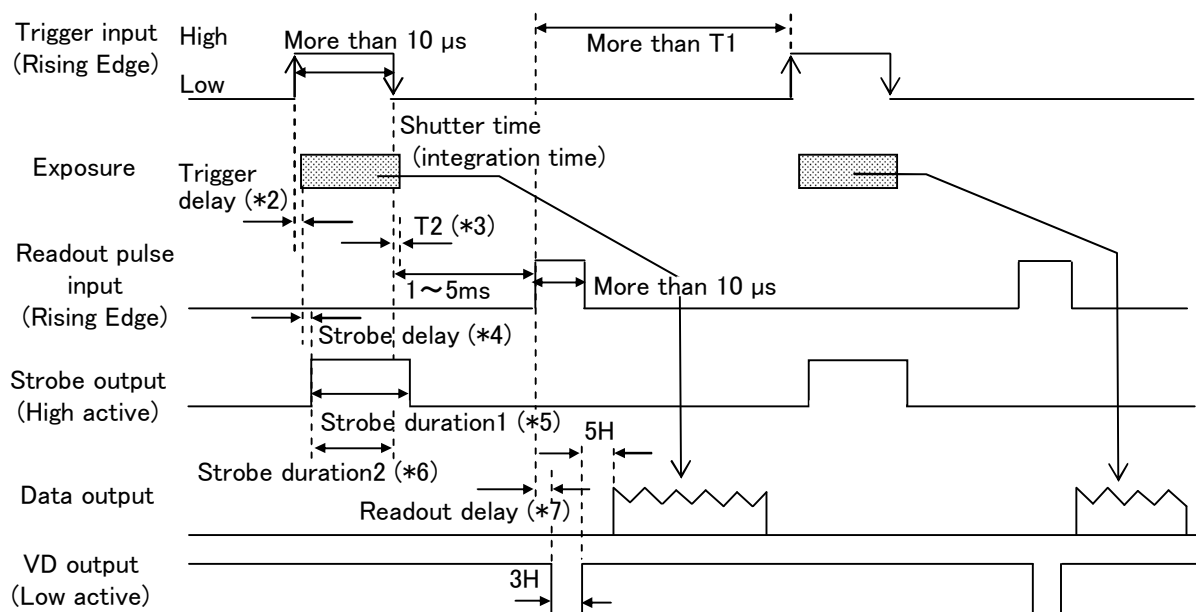 Trigger input
(Rising Edge)
High
Low
More than 10 μs
More than T1
Shutter time
(integration time)
Exposure
Trigger
delay (*2)
T2 (*3)
Readout pulse
input
(Rising Edge)
1～5ms
More than 10 μs
Strobe delay (*4)
Strobe output
(High active)
Strobe duration1 (*5)
5H
Strobe duration2 (*6)
Data output
Readout delay (*7)
VD output
(Low active)
3H